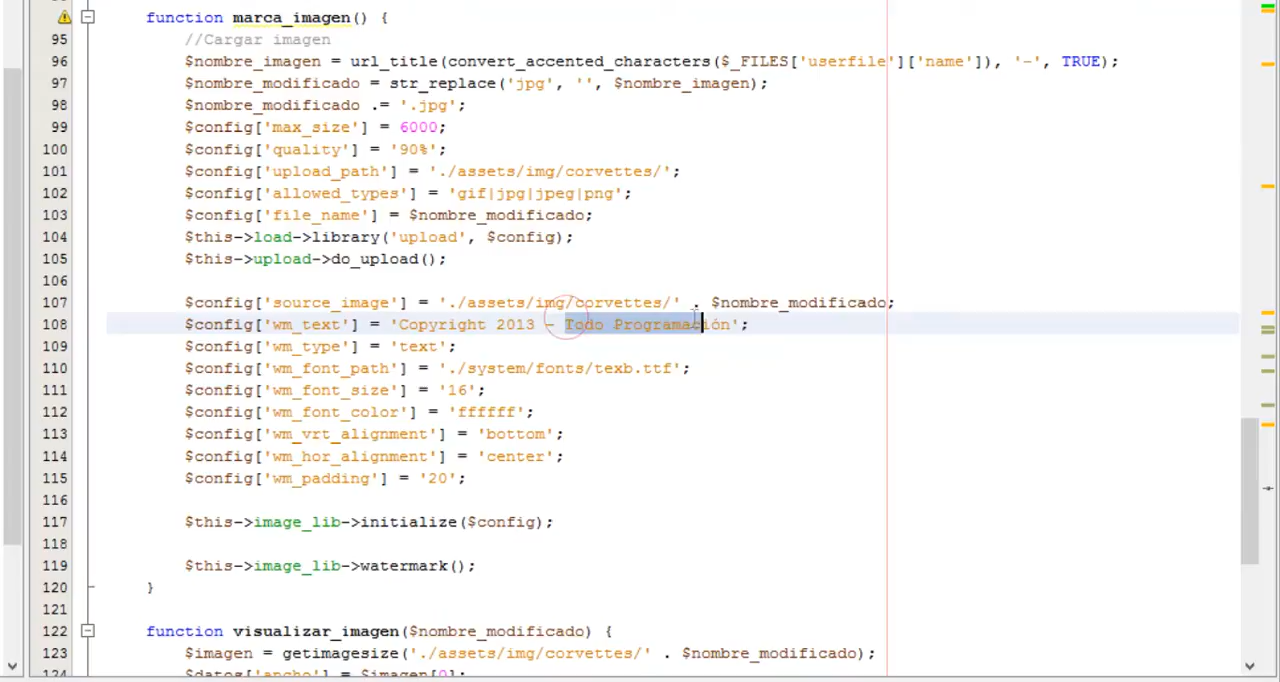 function marca_imagen() {
95 //Cargar imagen
96 $nombre_imagen = url_title(convert_accented_characters($_FILES['userfile']['name']), '-', TRUE);
97 $nombre_modificado = str_replace('jpg', '', $nombre_imagen);
98 $nombre_modificado .= '.jpg';
99 $config['max_size'] = 6000;
100 $config['quality'] = '90%';
101 $config['upload_path'] = './assets/img/corvettes/';
102 $config['allowed_types'] = 'gif|jpg|jpeg|png';
103 $config['file_name'] = $nombre_modificado;
104 $this->load->library('upload', $config);
105 $this->upload->do_upload();
106
107 $config['source_image'] = './assets/img/corvettes/' . $nombre_modificado;
108 $config['wm_text'] = 'Copyright 2013 - Todo Programación';
109 $config['wm_type'] = 'text';
110 $config['wm_font_path'] = './system/fonts/texb.ttf';
111 $config['wm_font_size'] = '16';
112 $config['wm_font_color'] = 'ffffff';
113 $config['wm_vrt_alignment'] = 'bottom';
114 $config['wm_hor_alignment'] = 'center';
115 $config['wm_padding'] = '20';
116
117 $this->image_lib->initialize($config);
118
119 $this->image_lib->watermark();
120 }
121
122 function visualizar_imagen($nombre_modificado) {
123 $imagen = getimagesize('./assets/img/corvettes/' . $nombre_modificado);
124 $datos['ancho'] = $imagen[0];